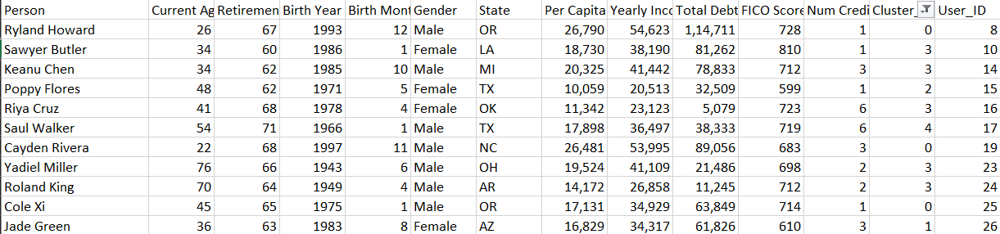 Person Current Ag Retiremen Birth Year Birth Mont Gender State Per Capita Yearly Inco Total Debt FICO Score Num Credi Cluster_ User_ID
Ryland Howard 26 67 1993 12 Male OR 26,790 54,623 1,14,711 728 1 0 8
Sawyer Butler 34 60 1986 1 Female LA 18,730 38,190 81,262 810 1 3 10
Keanu Chen 34 62 1985 10 Male MI 20,325 41,442 78,833 712 3 3 14
Poppy Flores 48 62 1971 5 Female TX 10,059 20,513 32,509 599 1 2 15
Riya Cruz 41 68 1978 4 Female OK 11,342 23,123 5,079 723 6 3 16
Saul Walker 54 71 1966 1 Male TX 17,898 36,497 38,333 719 6 4 17
Cayden Rivera 22 68 1997 11 Male NC 26,481 53,995 89,056 683 3 0 19
Yadiel Miller 76 66 1943 6 Male OH 19,524 41,109 21,486 698 2 3 23
Roland King 70 64 1949 4 Male AR 14,172 26,858 11,245 712 2 3 24
Cole Xi 45 65 1975 1 Male OR 17,131 34,929 63,849 714 1 0 25
Jade Green 36 63 1983 8 Female AZ 16,829 34,317 61,826 610 3 1 26